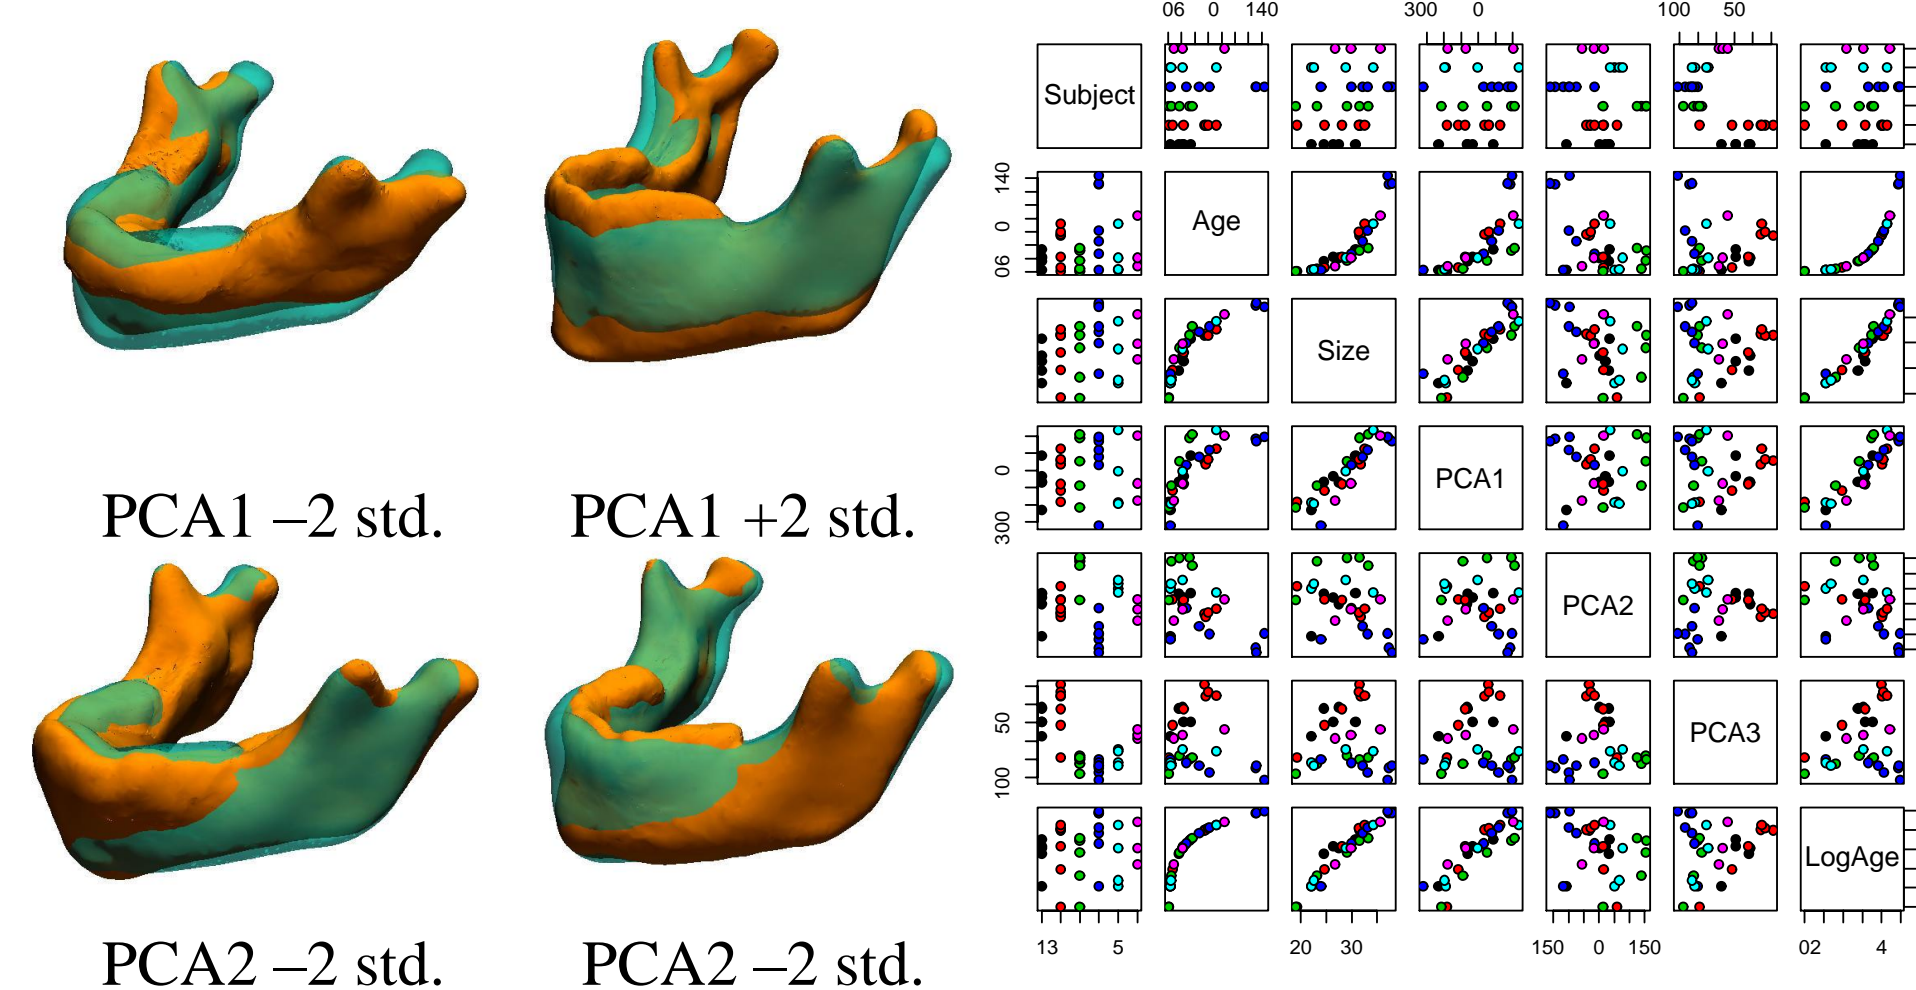 06 0 140
300 0
100 50
Subject
140 0 06
Age
Size
300 0
PCA1
PCA2
100 50
PCA3
LogAge
13 5
20 30
150 0 150
02 4
PCA1 –2 std.
PCA1 +2 std.
PCA2 –2 std.
PCA2 –2 std.